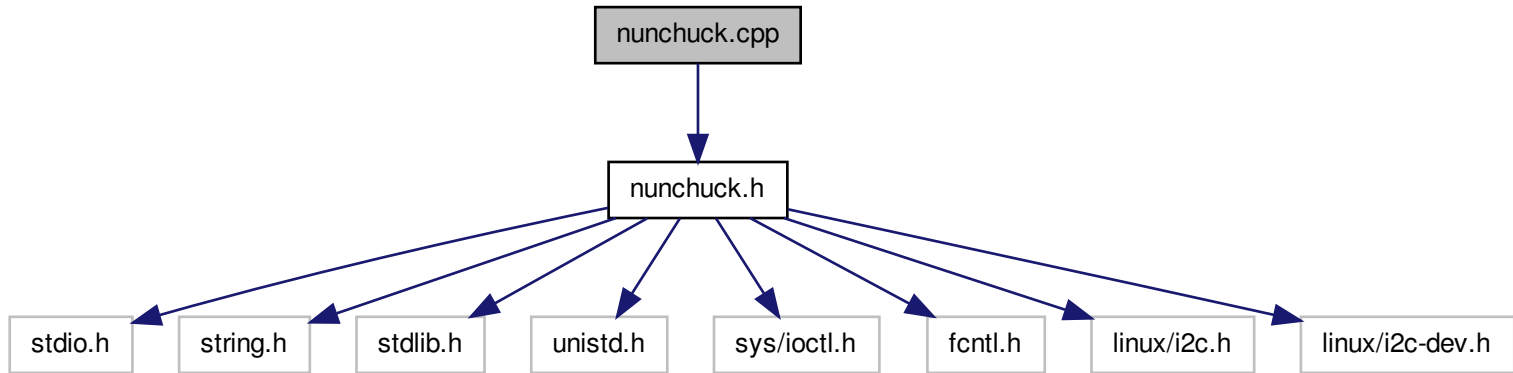 nunchuck.cpp
nunchuck.h
stdio.h
string.h
stdlib.h
unistd.h
sys/ioctl.h
fcntl.h
linux/i2c.h
linux/i2c-dev.h